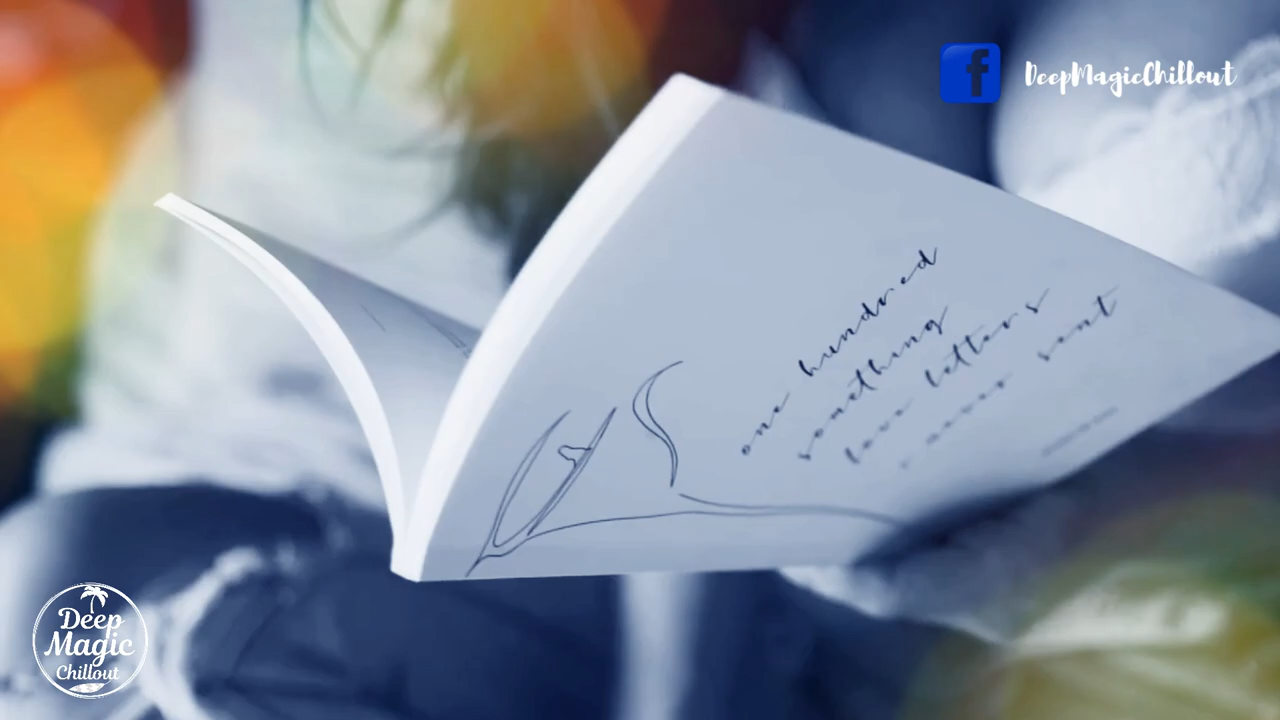 f DeepMagicChillout
one hundred
something
love letters
i never sent
Deep
Magic
Chillout